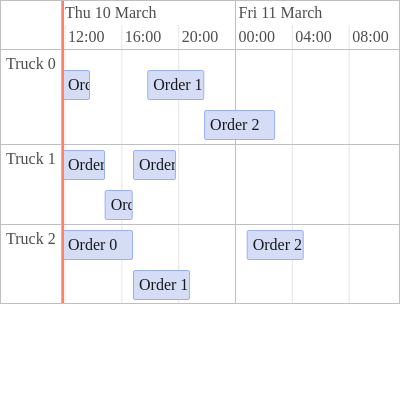 Thu 10 March
Fri 11 March
12:00 16:00 20:00 00:00 04:00 08:00
Truck 0
Order 1
Order 2
Truck 1
Order
Order
Truck 2
Order 0
Order 2
Order 1